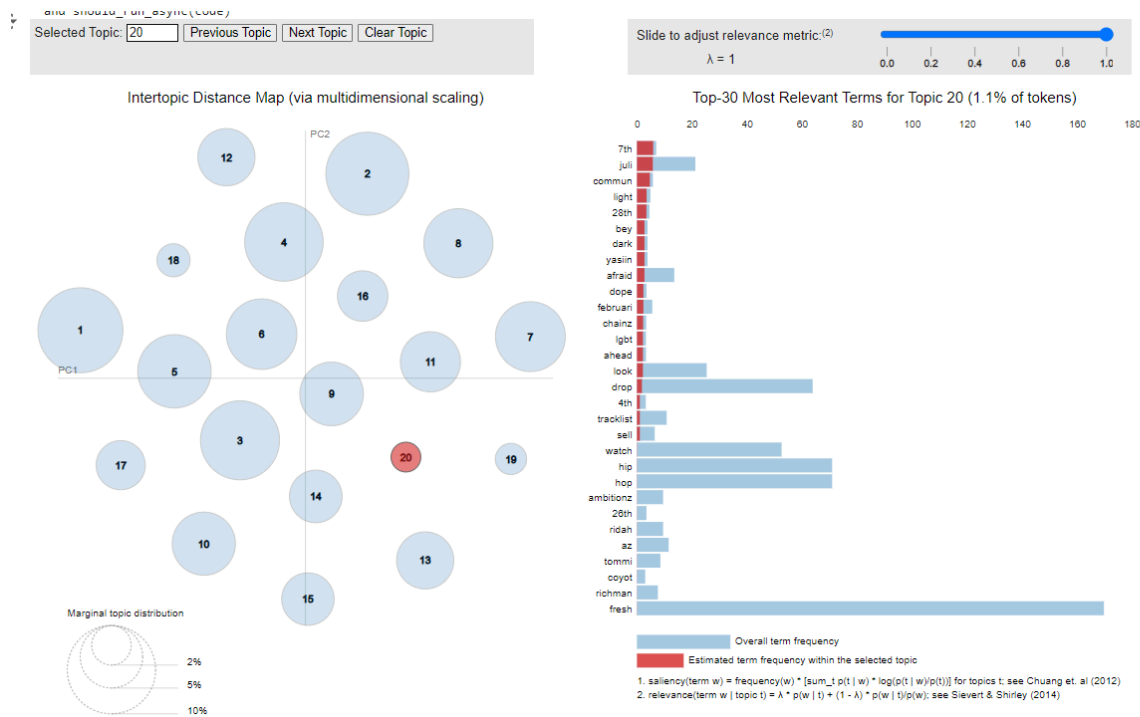 and should_run_async(code)
Selected Topic: 20 Previous Topic Next Topic Clear Topic
Slide to adjust relevance metric:(2)
λ = 1
0.0 0.2 0.4 0.6 0.8 1.0
Intertopic Distance Map (via multidimensional scaling)
PC2
PC1
12
2
4
8
18
16
1
6
7
5
11
9
3
20
19
17
14
10
13
15
Marginal topic distribution
2%
5%
10%
Top-30 Most Relevant Terms for Topic 20 (1.1% of tokens)
0 20 40 60 80 100 120 140 160 180
7th
juli
commun
light
28th
bey
dark
yasiin
afraid
dope
februari
chainz
lgbt
ahead
look
drop
4th
tracklist
sell
watch
hip
hop
ambitionz
26th
ridah
az
tommi
coyot
richman
fresh
Overall term frequency
Estimated term frequency within the selected topic
1. saliency(term w) = frequency(w) * [sum_t p(t | w) * log(p(t | w)/p(t))] for topics t; see Chuang et. al (2012)
2. relevance(term w | topic t) = λ * p(w | t) + (1 - λ) * p(w | t)/p(w); see Sievert & Shirley (2014)